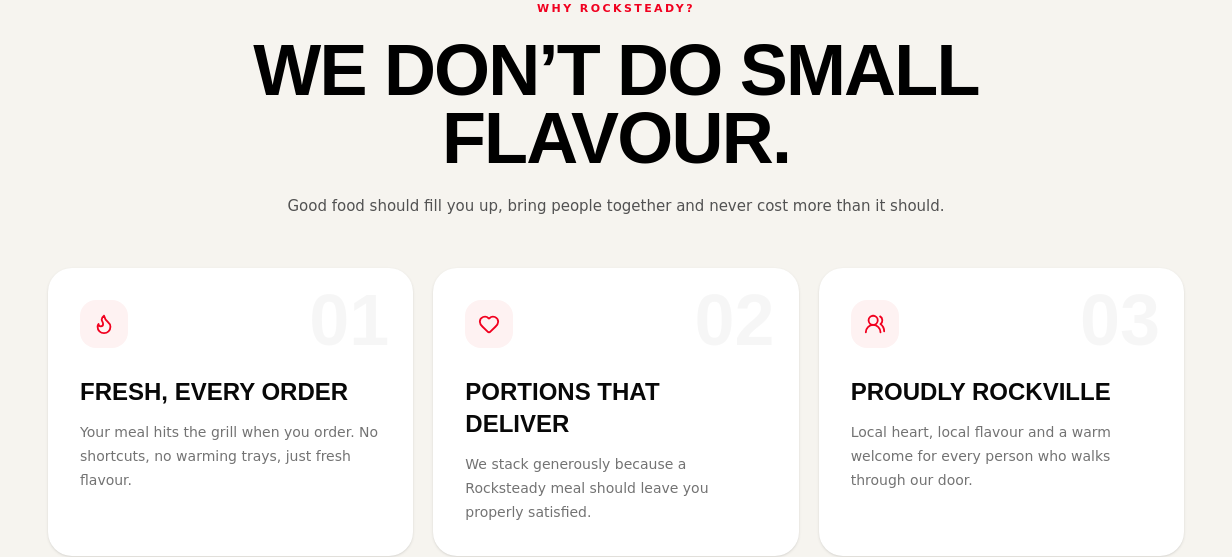 WHY ROCKSTEADY?
WE DON’T DO SMALL
FLAVOUR.
Good food should fill you up, bring people together and never cost more than it should.
01
FRESH, EVERY ORDER
Your meal hits the grill when you order. No
shortcuts, no warming trays, just fresh
flavour.
02
PORTIONS THAT
DELIVER
We stack generously because a
Rocksteady meal should leave you
properly satisfied.
03
PROUDLY ROCKVILLE
Local heart, local flavour and a warm
welcome for every person who walks
through our door.